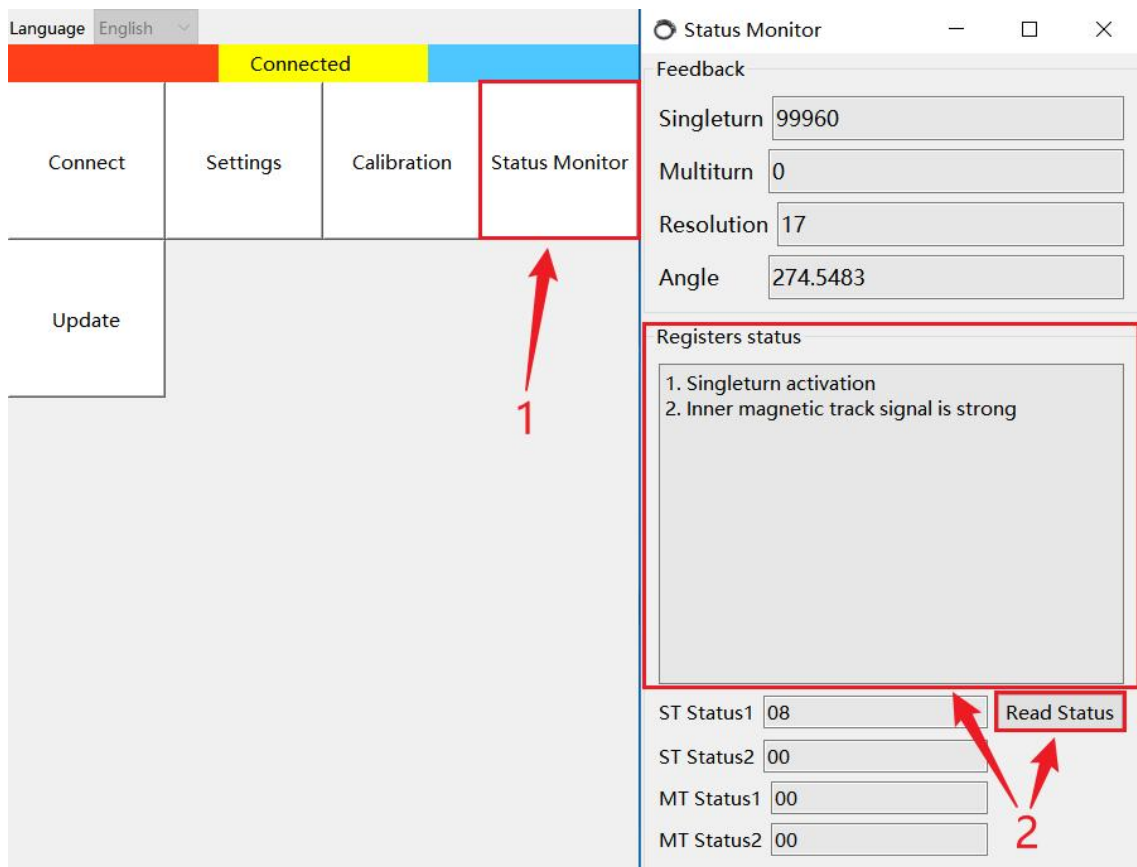 Language English
Connected
Connect
Settings
Calibration
Status Monitor
Update
1
Status Monitor
Feedback
Singleturn 99960
Multiturn 0
Resolution 17
Angle 274.5483
Registers status
1. Singleturn activation
2. Inner magnetic track signal is strong
ST Status1 08 Read Status
ST Status2 00
MT Status1 00
MT Status2 00
2